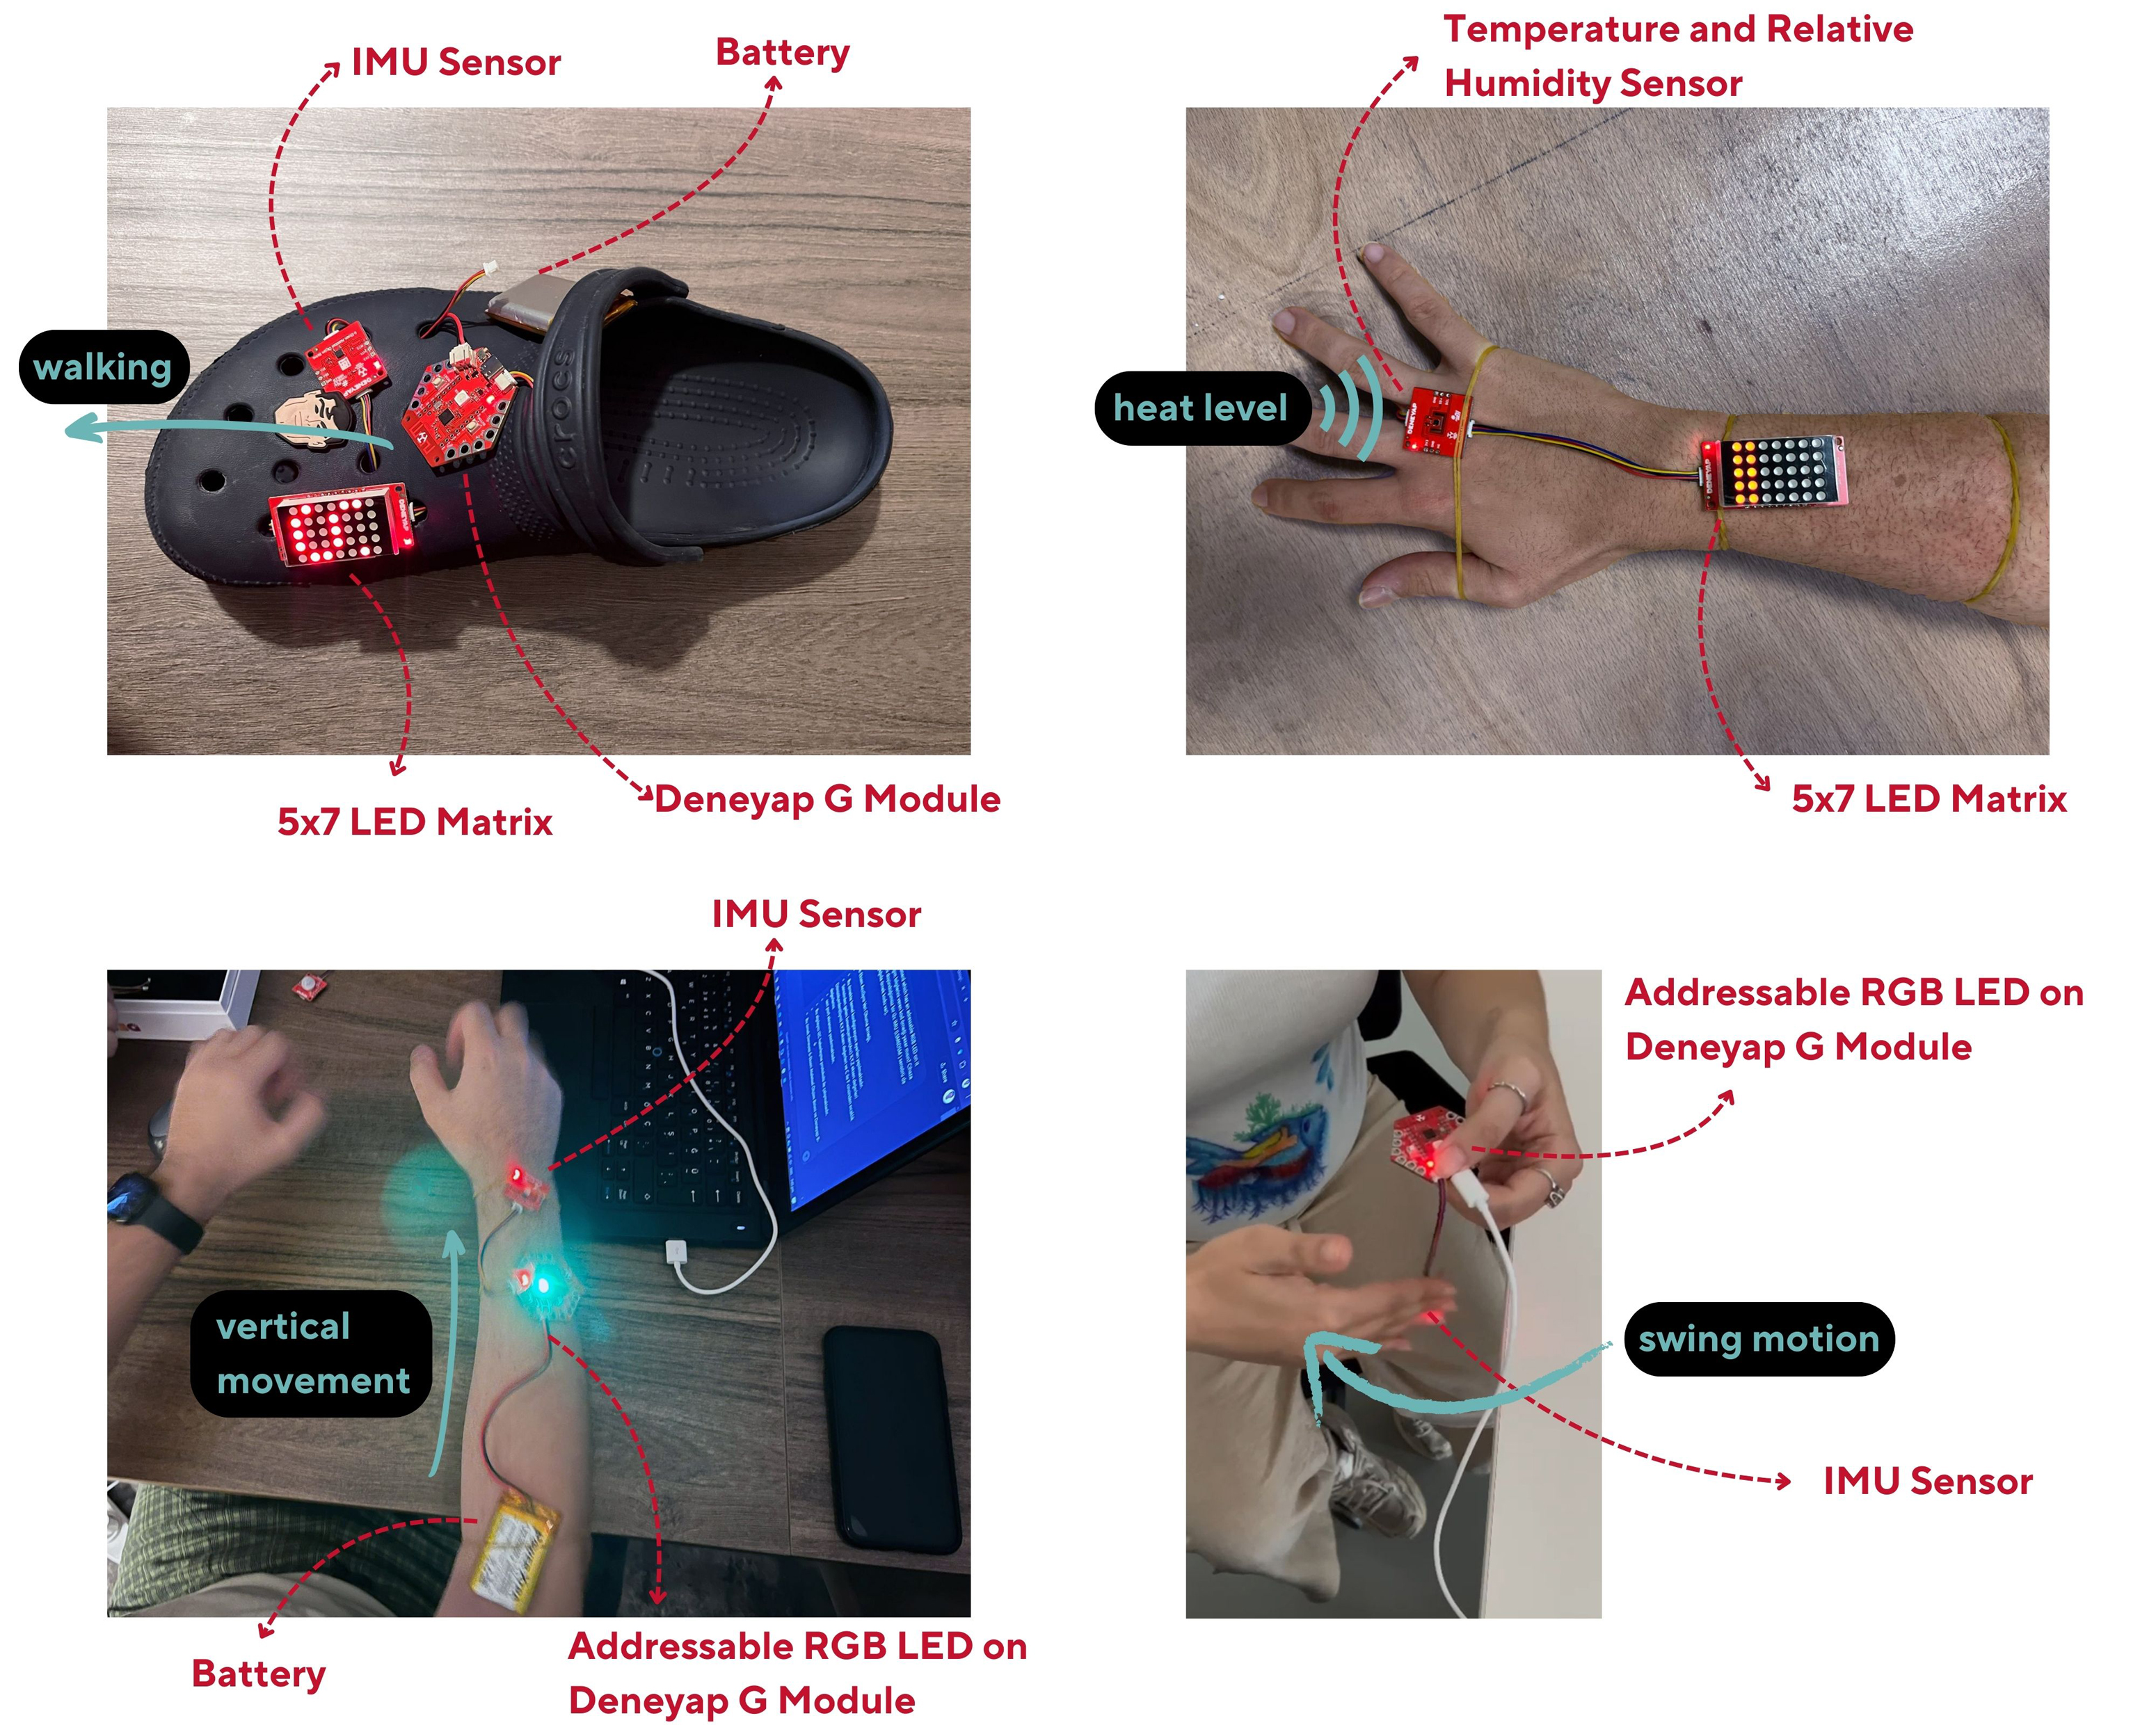 IMU Sensor
Battery
walking
crocs
5x7 LED Matrix
Deneyap G Module
Temperature and Relative
Humidity Sensor
heat level
5x7 LED Matrix
IMU Sensor
vertical
movement
Battery
Addressable RGB LED on
Deneyap G Module
Addressable RGB LED on
Deneyap G Module
swing motion
IMU Sensor